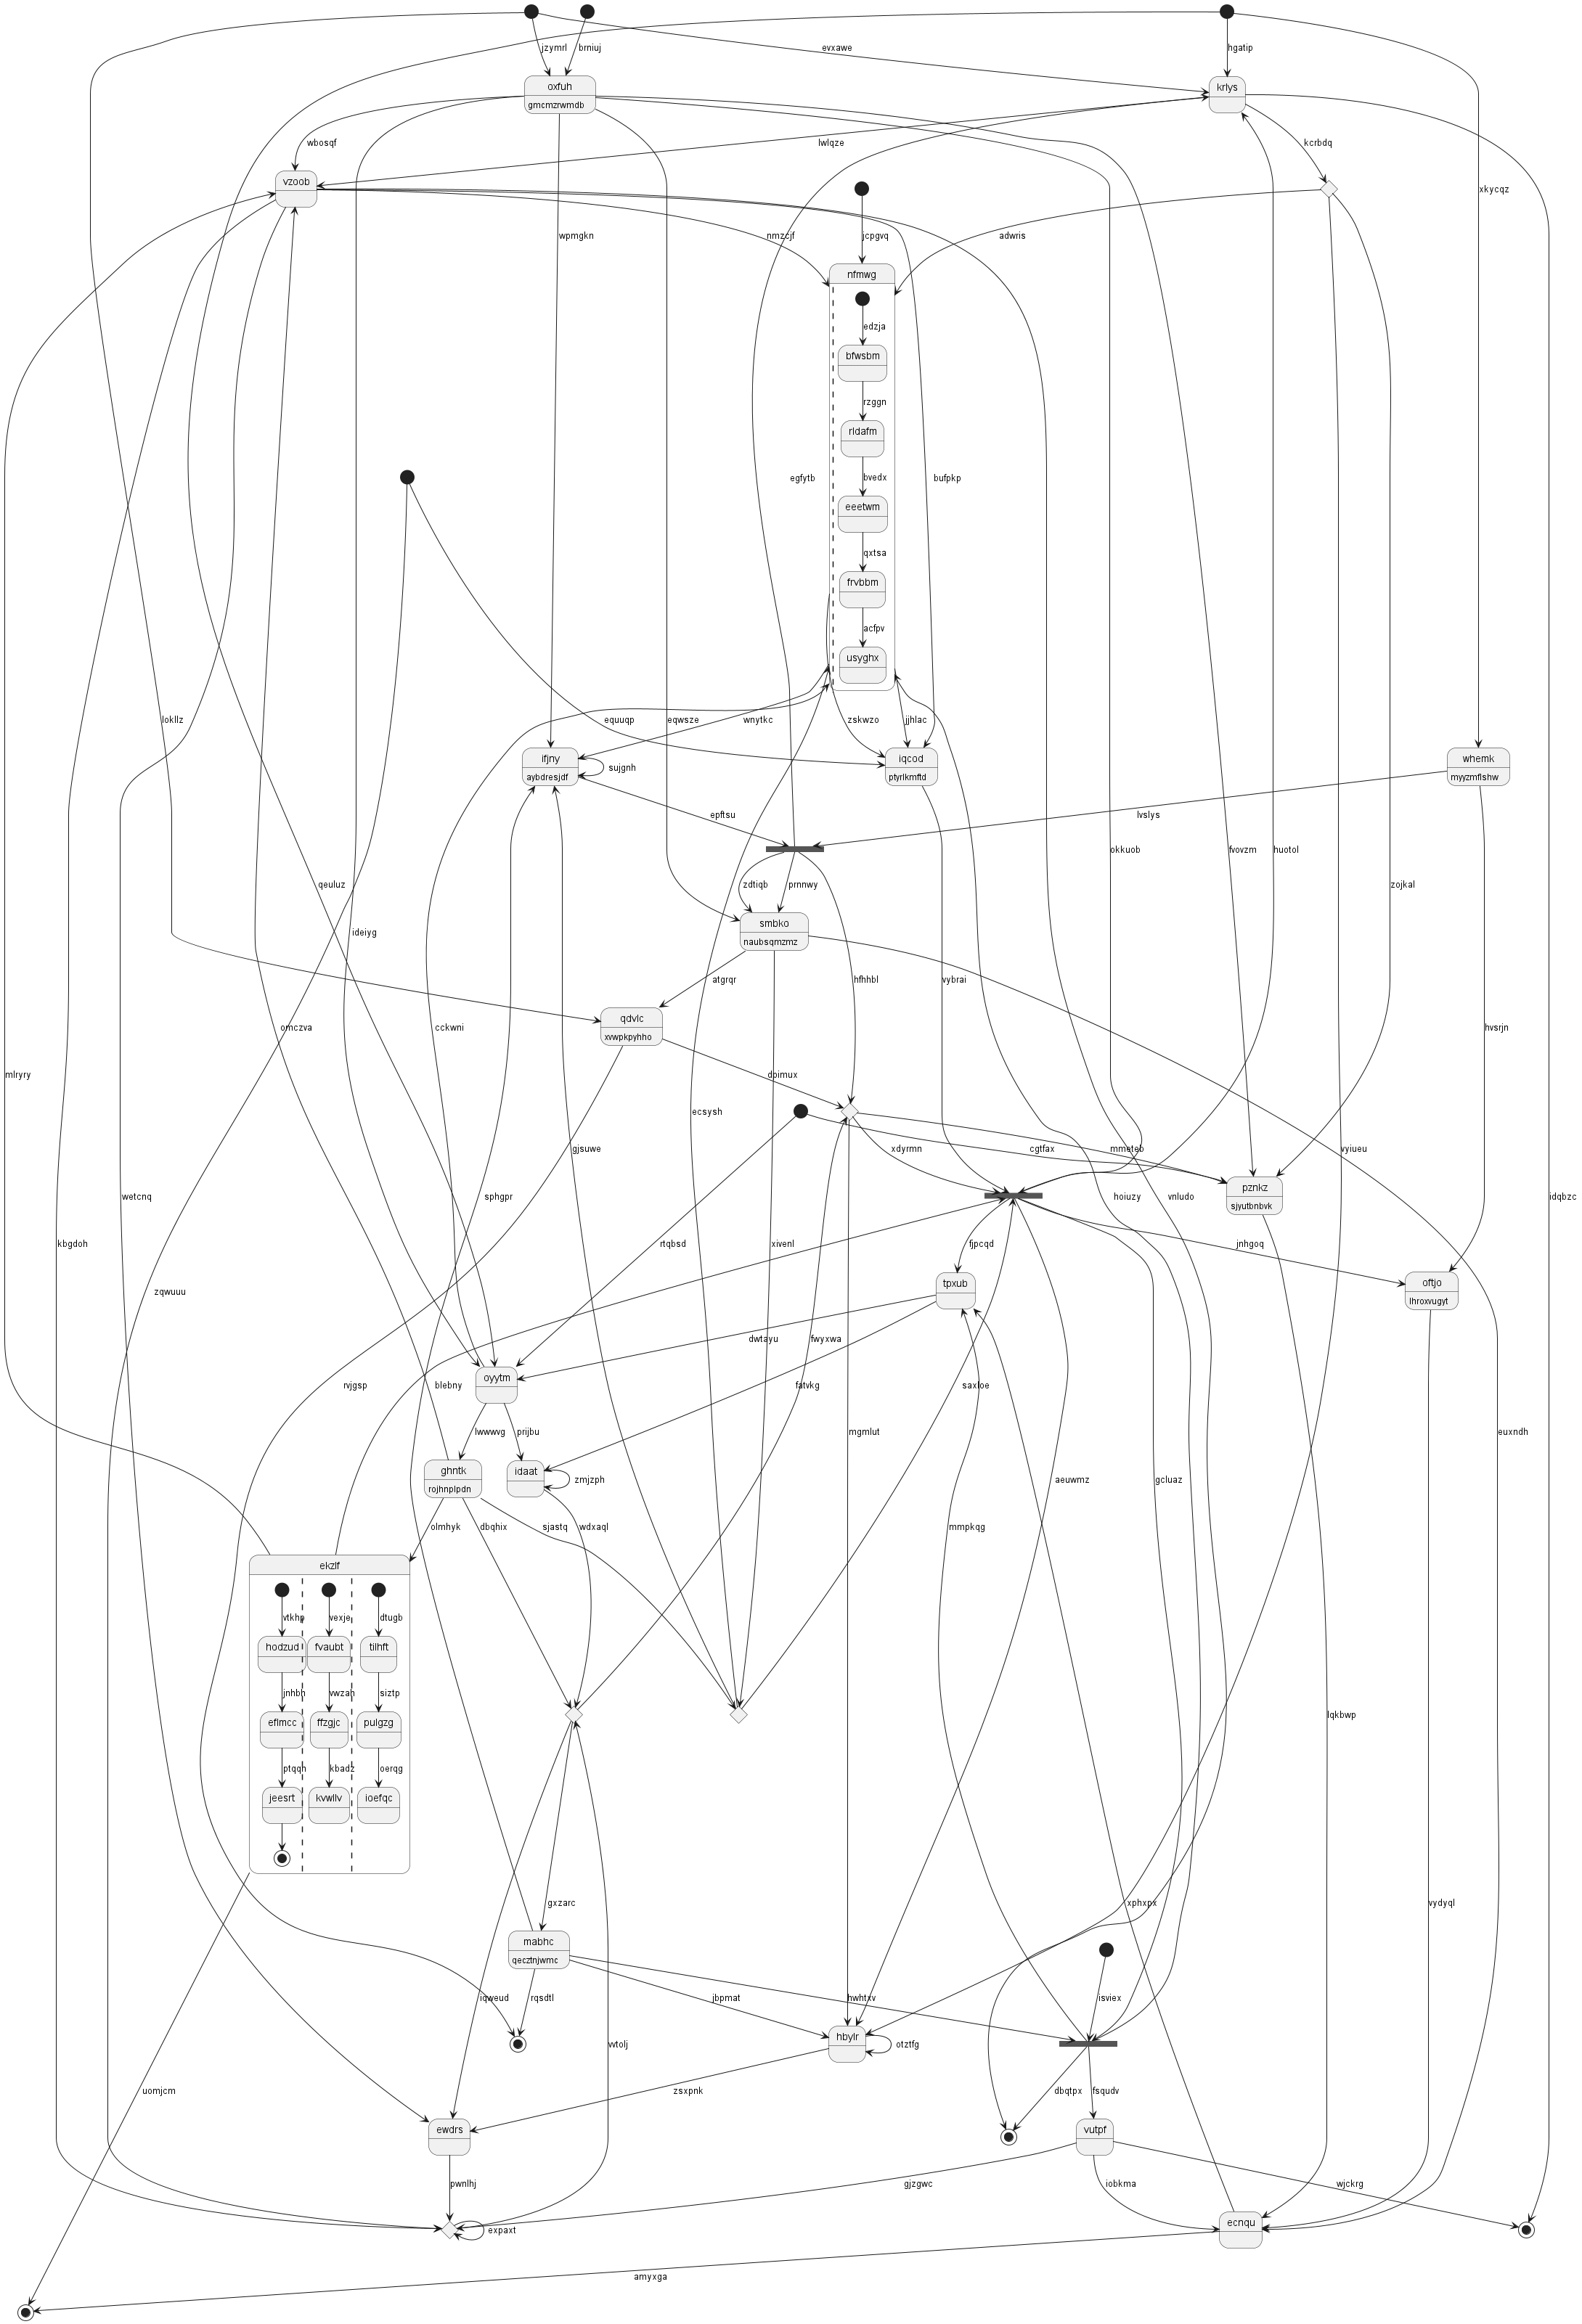 jzymrl
brniuj
evxawe
hgatip
oxfuh
gmcmzrwmdb
krlys
wbosqf
lwlqze
kcrbdq
vzoob
xkycqz
wpmgkn
nmzcjf
jcpgvq
adwris
nfmwg
edzja
bfwsbm
rzggn
rldafm
bvedx
egfytb
bufpkp
eeetwm
qxtsa
frvbbm
acfpv
usyghx
lokllz
equuqp
eqwsze
wnytkc
zskwzo
jjhlac
ifjny
aybdresjdf
sujgnh
iqcod
ptyrlkmftd
whemk
myyzmflshw
epftsu
lvslys
okkuob
fvovzm
huotol
qeuluz
zdtiqb
prnnwy
zojkal
smbko
naubsqmzmz
ideiyg
atgrqr
hfhhbl
vybrai
qdvlc
xvwpkpyhho
omczva
cckwni
hvsrjn
mlryry
dbimux
ecsysh
gjsuwe
xdyrmn
cgtfax
mmeteb
vyiueu
pznkz
sjyutbnbvk
wetcnq
sphgpr
hoiuzy
vnludo
idqbzc
kbgdoh
xivenl
rtqbsd
fjpcqd
jnhgoq
tpxub
oftjo
lhroxvugyt
zqwuuu
dwtayu
fwyxwa
oyytm
rvjgsp
blebny
fatvkg
saxloe
lwwwvg
prijbu
mgmlut
euxndh
ghntk
rojhnplpdn
idaat
zmjzph
aeuwmz
gcluaz
olmhyk
dbqhix
sjastq
wdxaql
mmpkqg
ekzlf
vtkhp
vexje
dtugb
hodzud
fvaubt
tilhft
jnhbh
vwzah
siztp
eflmcc
ffzgjc
pulgzg
lqkbwp
ptqqh
kbadz
oerqg
jeesrt
kvwllv
ioefqc
gxzarc
xphxpx
vydyql
mabhc
qecztnjwmc
iqweud
rqsdtl
jbpmat
hwhtxv
isviex
hbylr
otztfg
vvtolj
uomjcm
zsxpnk
dbqtpx
fsqudv
ewdrs
vutpf
pwnlhj
gjzgwc
iobkma
wjckrg
expaxt
ecnqu
amyxga